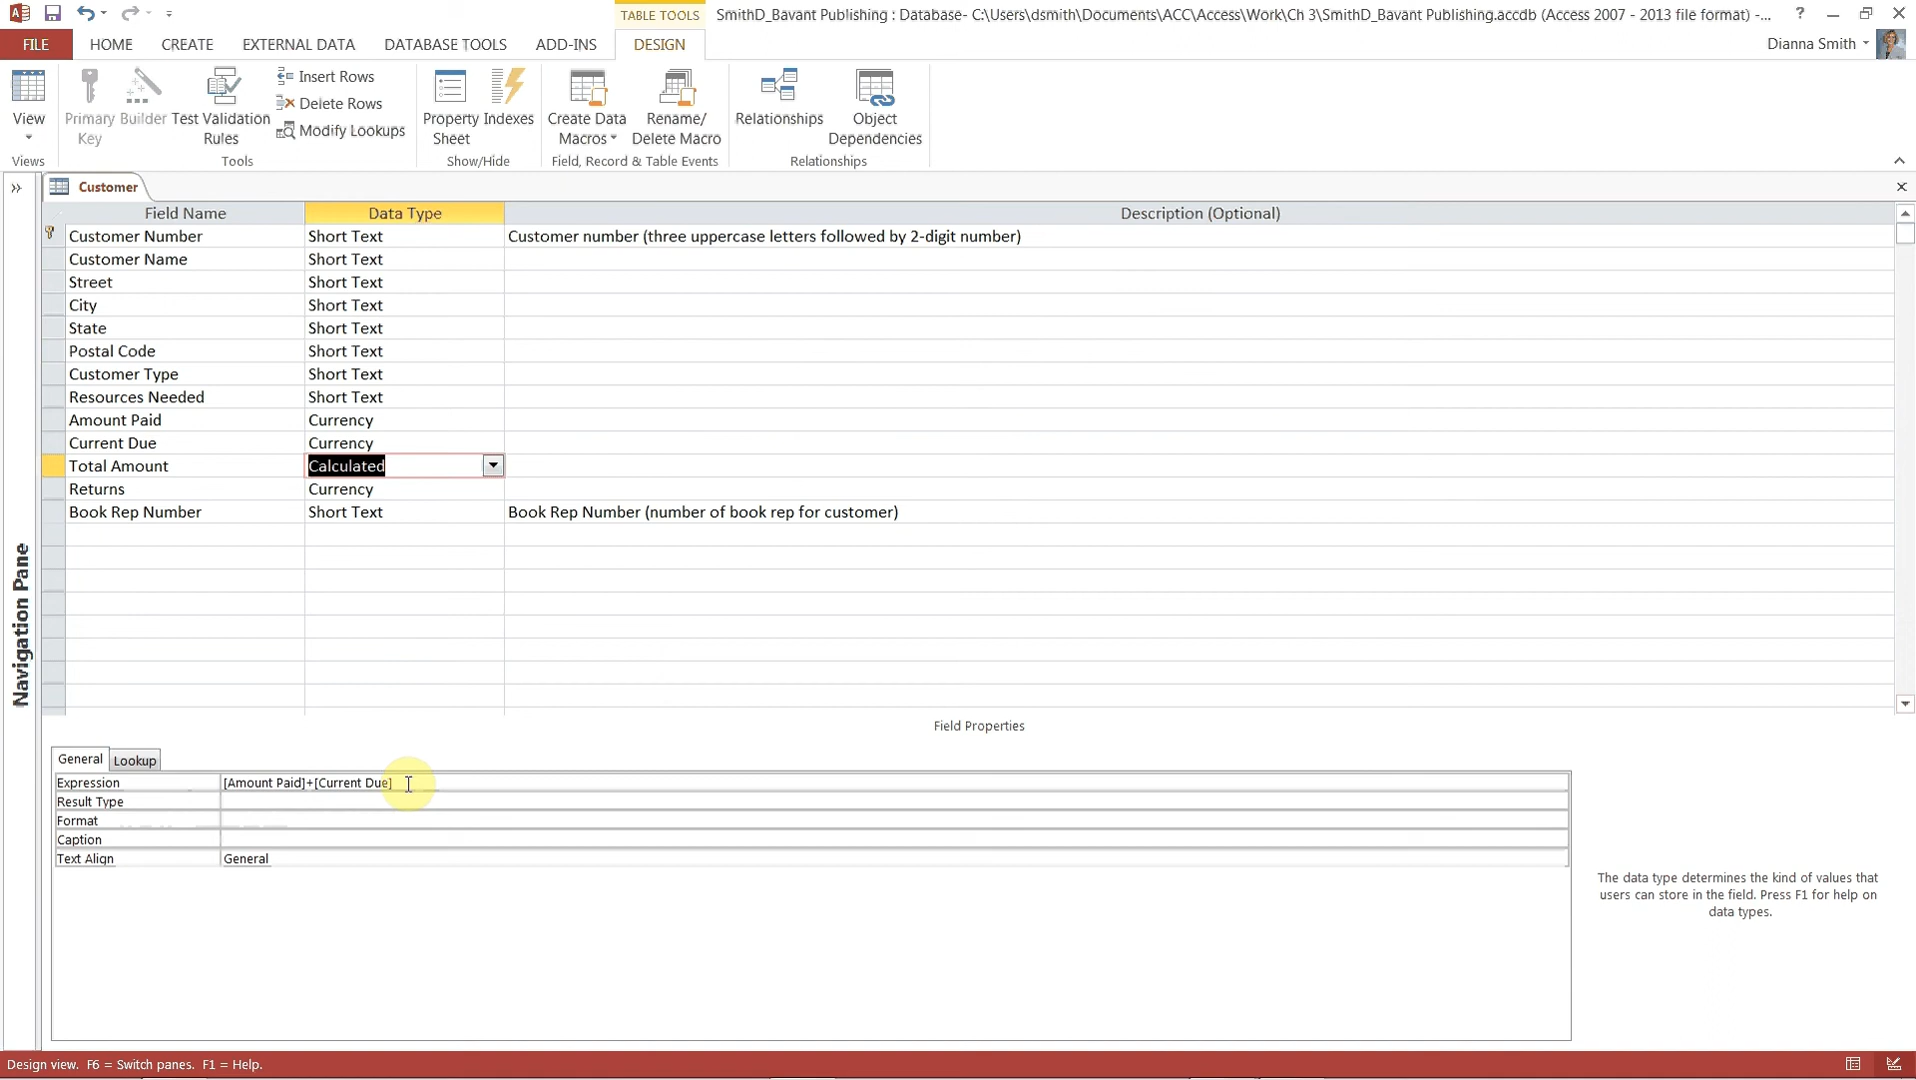 TABLE TOOLS
SmithD_Bavant Publishing : Database- C:\Users\dsmith\Documents\ACC\Access\Work\Ch 3\SmithD_Bavant Publishing.accdb (Access 2007 - 2013 file format) -...
?
FILE HOME CREATE EXTERNAL DATA DATABASE TOOLS ADD-INS DESIGN
Dianna Smith
View
Primary Key
Builder
Test Validation Rules
Insert Rows
Delete Rows
Modify Lookups
Property Sheet
Indexes
Create Data Macros
Rename/ Delete Macro
Relationships
Object Dependencies
Views
Tools
Show/Hide
Field, Record & Table Events
Relationships
Customer
Field Name Data Type Description (Optional)
Customer Number Short Text Customer number (three uppercase letters followed by 2-digit number)
Customer Name Short Text
Street Short Text
City Short Text
State Short Text
Postal Code Short Text
Customer Type Short Text
Resources Needed Short Text
Amount Paid Currency
Current Due Currency
Total Amount Calculated
Returns Currency
Book Rep Number Short Text Book Rep Number (number of book rep for customer)
Navigation Pane
Field Properties
General Lookup
Expression [Amount Paid]+[Current Due]
Result Type
Format
Caption
Text Align General
The data type determines the kind of values that
users can store in the field. Press F1 for help on
data types.
Design view. F6 = Switch panes. F1 = Help.